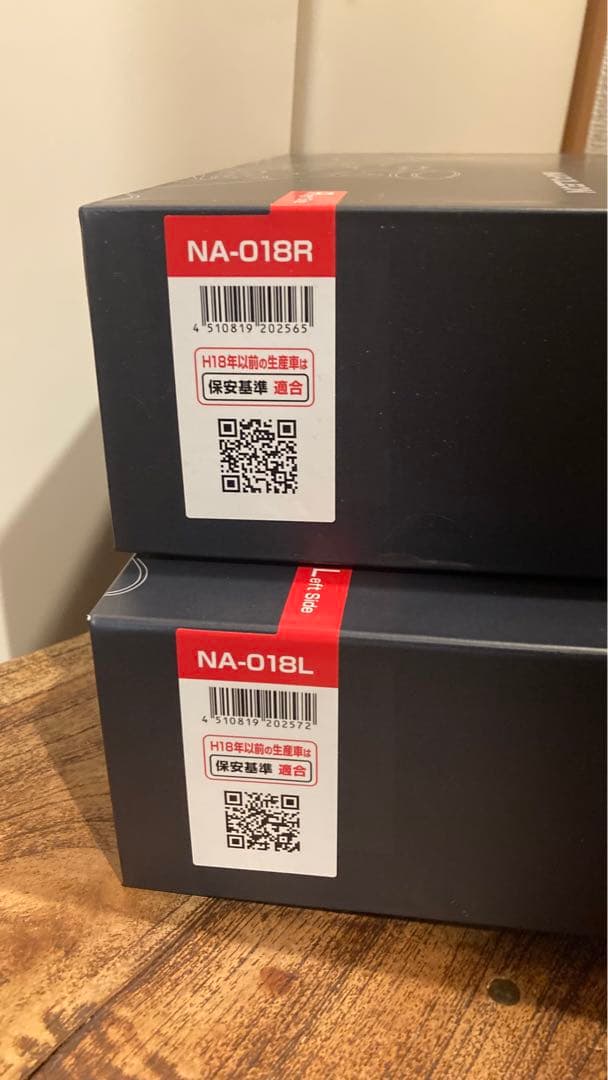 NA-018R
4 510819 202565
H18年以前の生産車は
保安基準 適合
Left Side
NA-018L
4 510819 202572
H18年以前の生産車は
保安基準 適合